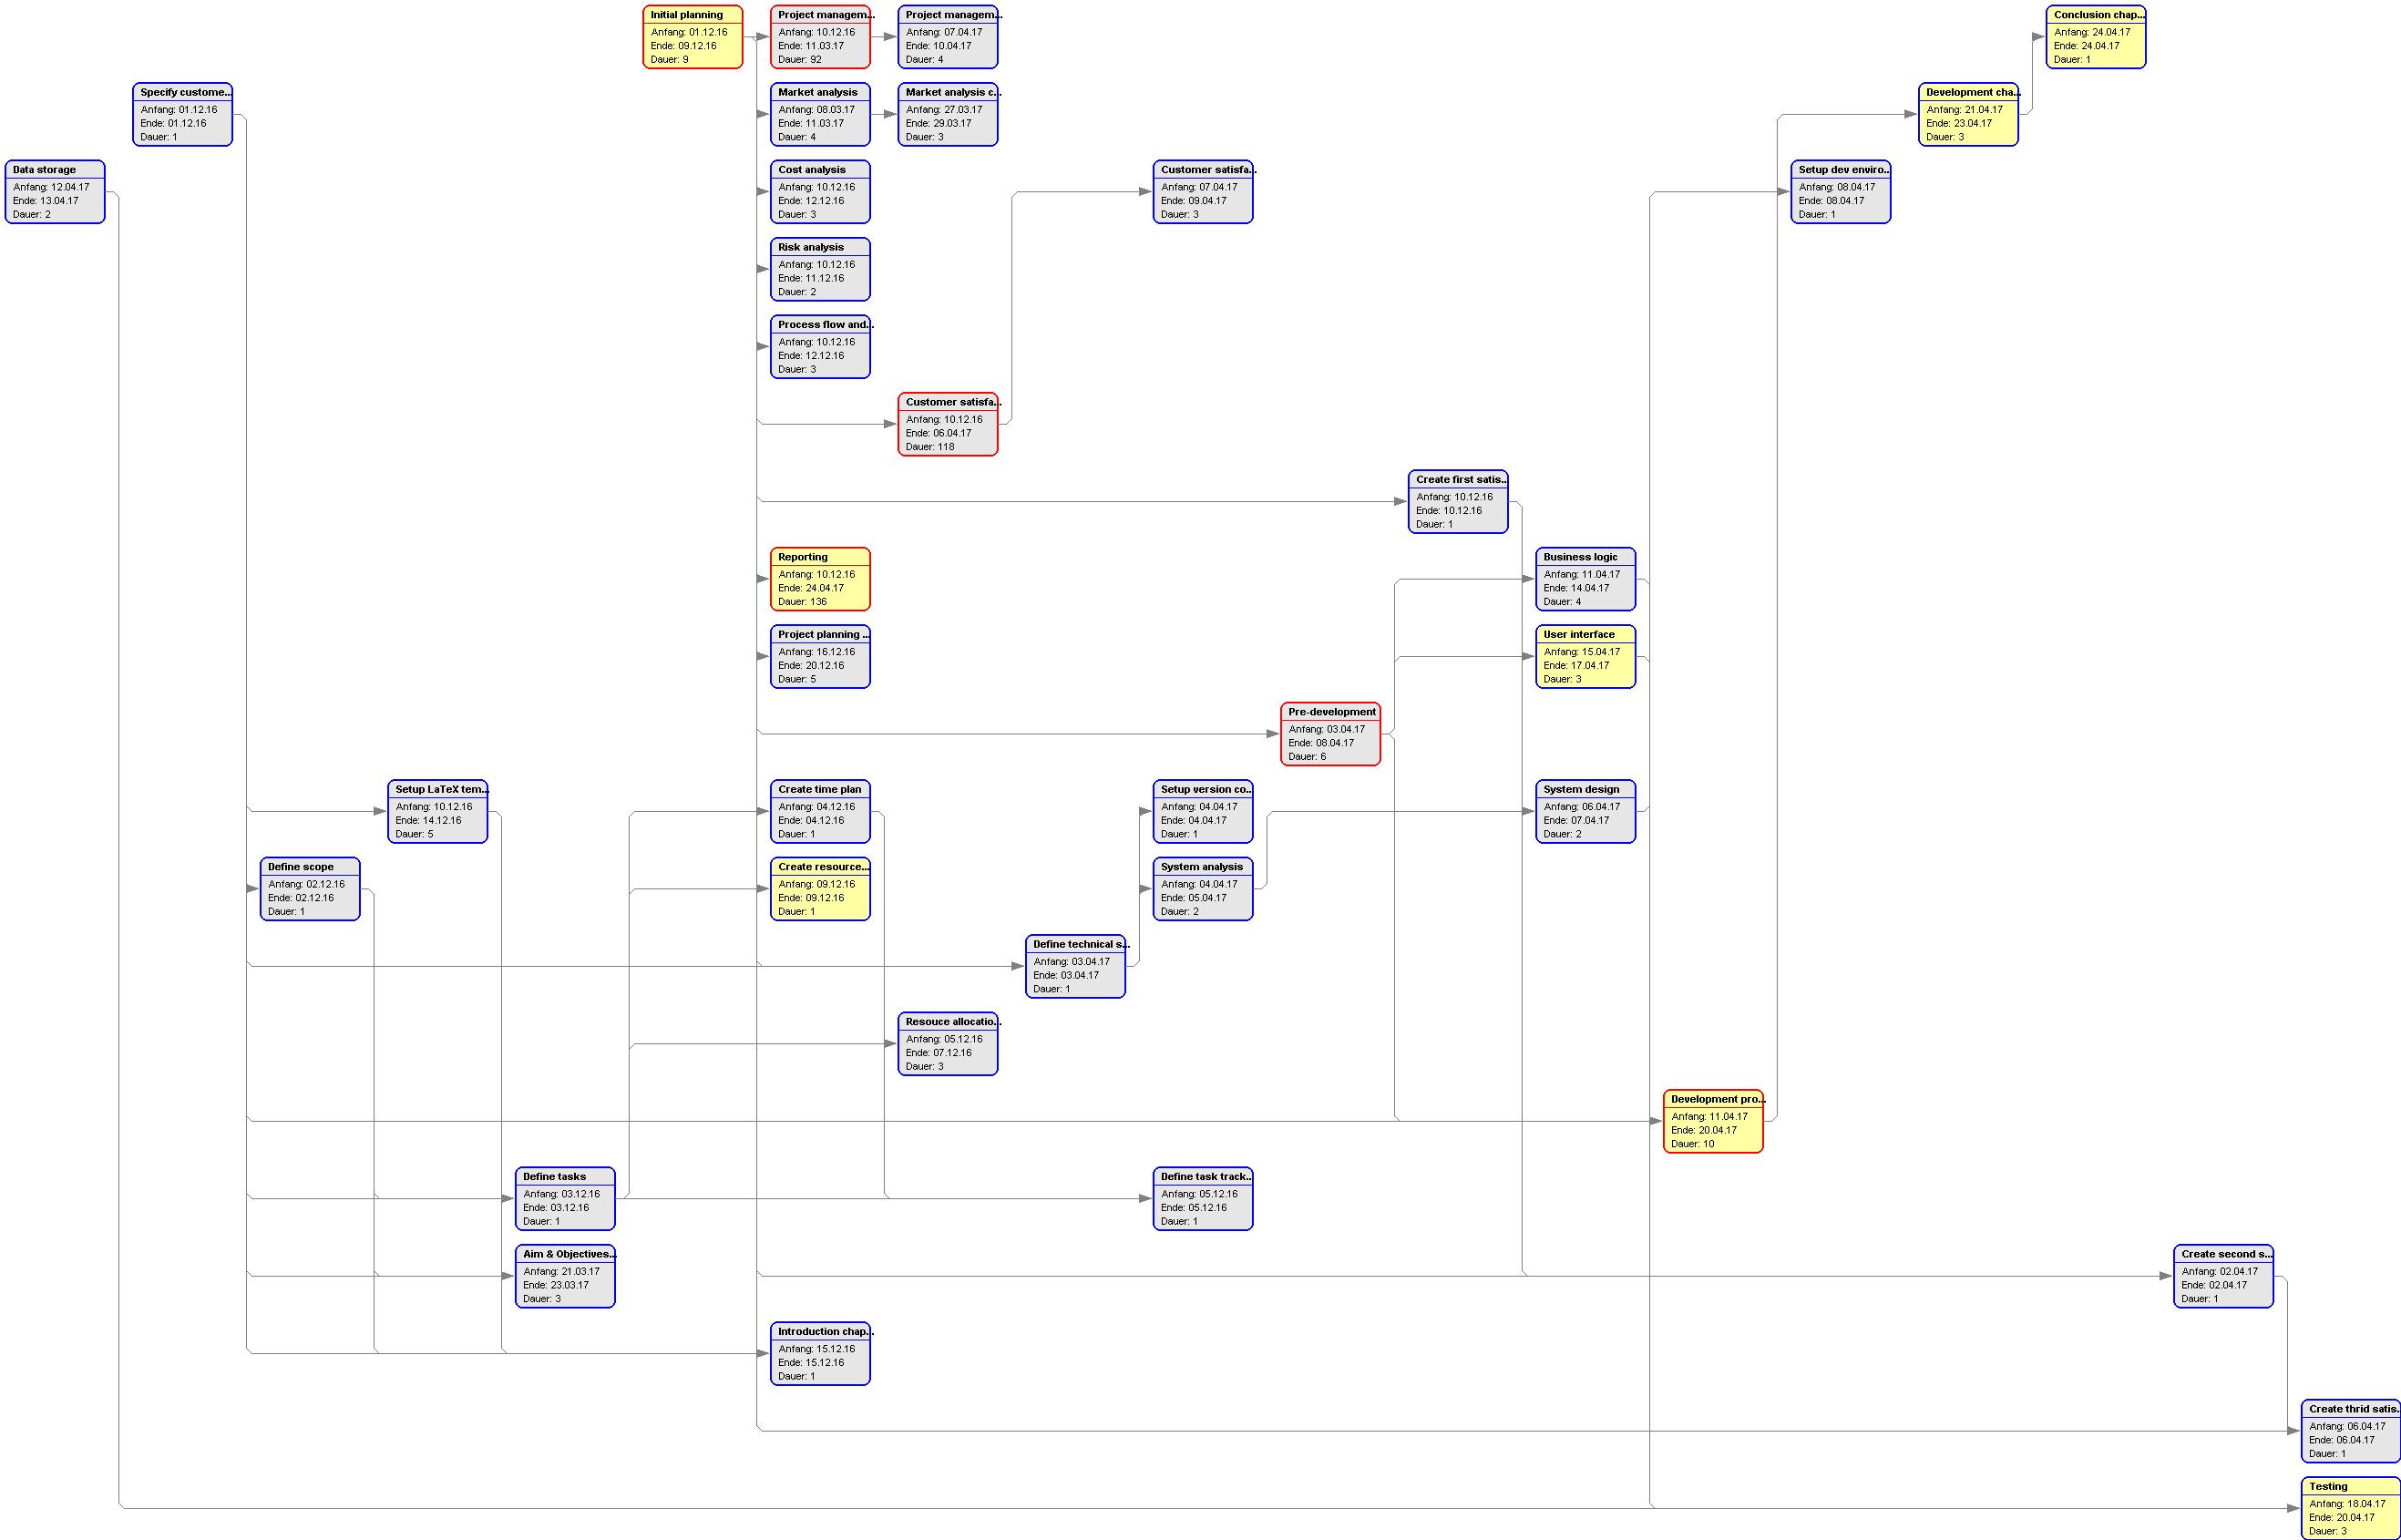 Initial planning
Anfang: 01.12.16
Ende: 09.12.16
Dauer: 9
Project managem...
Anfang: 10.12.16
Ende: 11.03.17
Dauer: 92
Project managem...
Anfang: 07.04.17
Ende: 10.04.17
Dauer: 4
Conclusion chap...
Anfang: 24.04.17
Ende: 24.04.17
Dauer: 1
Specify custome...
Anfang: 01.12.16
Ende: 01.12.16
Dauer: 1
Market analysis
Anfang: 08.03.17
Ende: 11.03.17
Dauer: 4
Market analysis c...
Anfang: 27.03.17
Ende: 29.03.17
Dauer: 3
Development cha...
Anfang: 21.04.17
Ende: 23.04.17
Dauer: 3
Data storage
Anfang: 12.04.17
Ende: 13.04.17
Dauer: 2
Cost analysis
Anfang: 10.12.16
Ende: 12.12.16
Dauer: 3
Customer satisfa...
Anfang: 07.04.17
Ende: 09.04.17
Dauer: 3
Setup dev enviro...
Anfang: 08.04.17
Ende: 08.04.17
Dauer: 1
Risk analysis
Anfang: 10.12.16
Ende: 11.12.16
Dauer: 2
Process flow and...
Anfang: 10.12.16
Ende: 12.12.16
Dauer: 3
Customer satisfa...
Anfang: 10.12.16
Ende: 06.04.17
Dauer: 118
Create first satis...
Anfang: 10.12.16
Ende: 10.12.16
Dauer: 1
Reporting
Anfang: 10.12.16
Ende: 24.04.17
Dauer: 136
Business logic
Anfang: 11.04.17
Ende: 14.04.17
Dauer: 4
Project planning ...
Anfang: 16.12.16
Ende: 20.12.16
Dauer: 5
User interface
Anfang: 15.04.17
Ende: 17.04.17
Dauer: 3
Pre-development
Anfang: 03.04.17
Ende: 08.04.17
Dauer: 6
Setup LaTeX tem...
Anfang: 10.12.16
Ende: 14.12.16
Dauer: 5
Create time plan
Anfang: 04.12.16
Ende: 04.12.16
Dauer: 1
Setup version co...
Anfang: 04.04.17
Ende: 04.04.17
Dauer: 1
System design
Anfang: 06.04.17
Ende: 07.04.17
Dauer: 2
Define scope
Anfang: 02.12.16
Ende: 02.12.16
Dauer: 1
Create resource...
Anfang: 09.12.16
Ende: 09.12.16
Dauer: 1
System analysis
Anfang: 04.04.17
Ende: 05.04.17
Dauer: 2
Define technical s...
Anfang: 03.04.17
Ende: 03.04.17
Dauer: 1
Resouce allocatio...
Anfang: 05.12.16
Ende: 07.12.16
Dauer: 3
Development pro...
Anfang: 11.04.17
Ende: 20.04.17
Dauer: 10
Define tasks
Anfang: 03.12.16
Ende: 03.12.16
Dauer: 1
Define task track...
Anfang: 05.12.16
Ende: 05.12.16
Dauer: 1
Aim & Objectives...
Anfang: 21.03.17
Ende: 23.03.17
Dauer: 3
Create second s...
Anfang: 02.04.17
Ende: 02.04.17
Dauer: 1
Introduction chap...
Anfang: 15.12.16
Ende: 15.12.16
Dauer: 1
Create thrid satis...
Anfang: 06.04.17
Ende: 06.04.17
Dauer: 1
Testing
Anfang: 18.04.17
Ende: 20.04.17
Dauer: 3